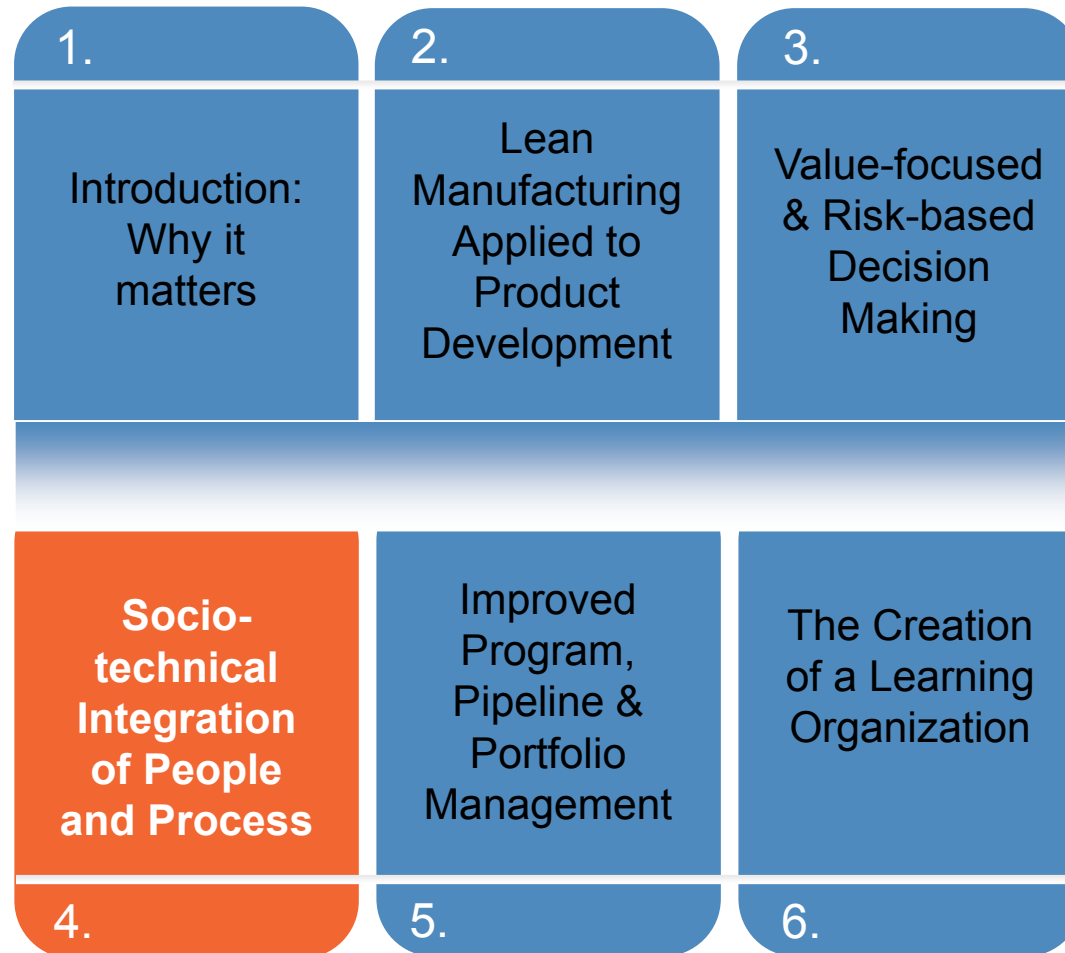 1.
Introduction:
Why it
matters
2.
Lean
Manufacturing
Applied to
Product
Development
3.
Value-focused
& Risk-based
Decision
Making
Socio-
technical
Integration
of People
and Process
4.
Improved
Program,
Pipeline &
Portfolio
Management
5.
The Creation
of a Learning
Organization
6.